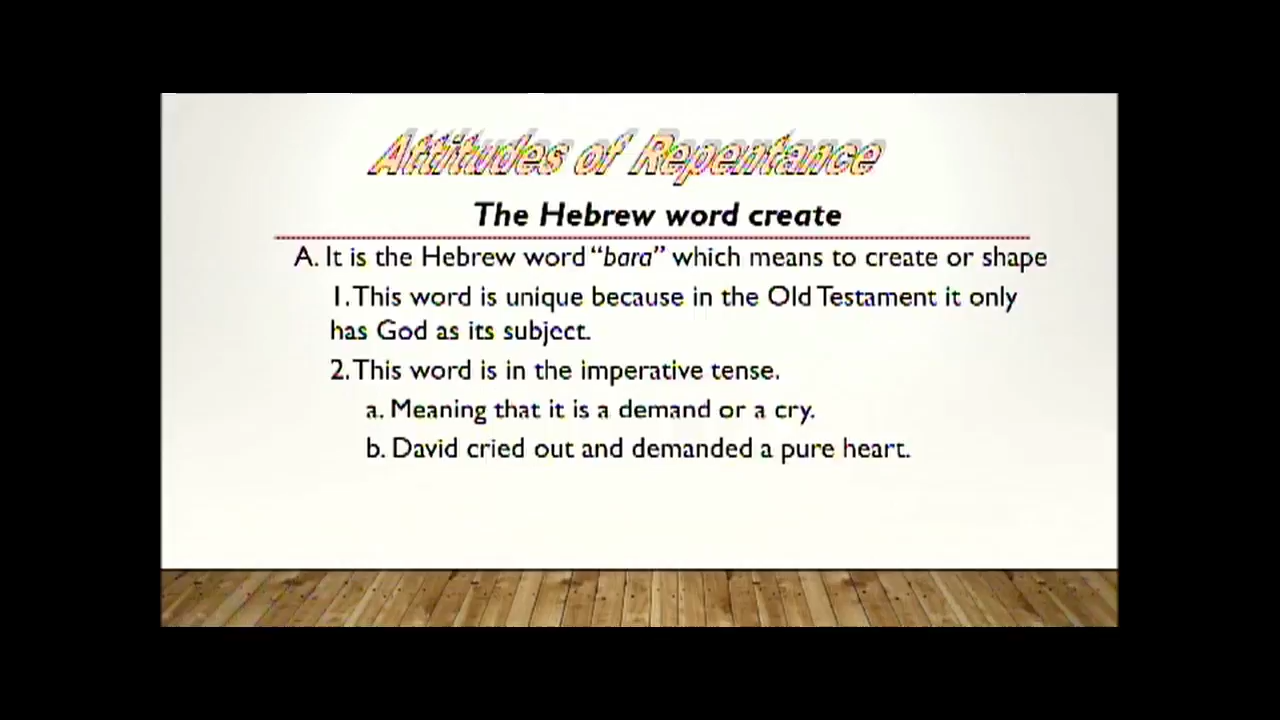 Attitudes of Repentance
The Hebrew word create
A. It is the Hebrew word “bara” which means to create or shape
1. This word is unique because in the Old Testament it only
has God as its subject.
2. This word is in the imperative tense.
a. Meaning that it is a demand or a cry.
b. David cried out and demanded a pure heart.